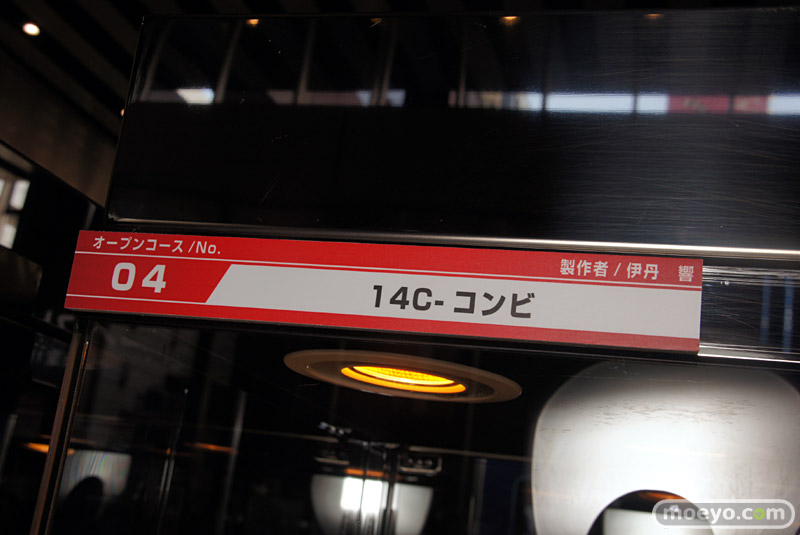 オープンコース/No.
04
製作者/伊丹 響
14C-コンビ
moeyo.com